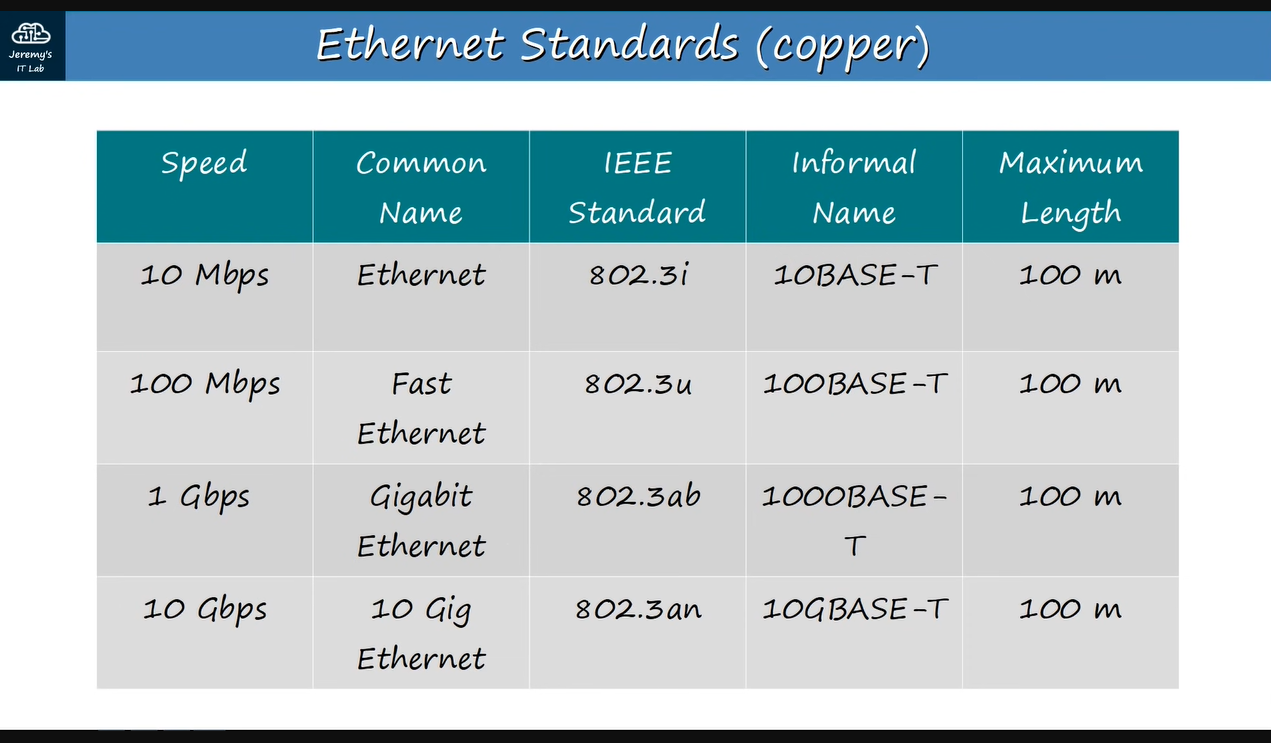 Jeremy's
IT Lab
Ethernet Standards (copper)
Speed
Common
Name
IEEE
Standard
Informal
Name
Maximum
Length
10 Mbps
Ethernet
802.3i
10BASE-T
100 m
100 Mbps
Fast
Ethernet
802.3u
100BASE-T
100 m
1 Gbps
Gigabit
Ethernet
802.3ab
1000BASE-
T
100 m
10 Gbps
10 Gig
Ethernet
802.3an
10GBASE-T
100 m